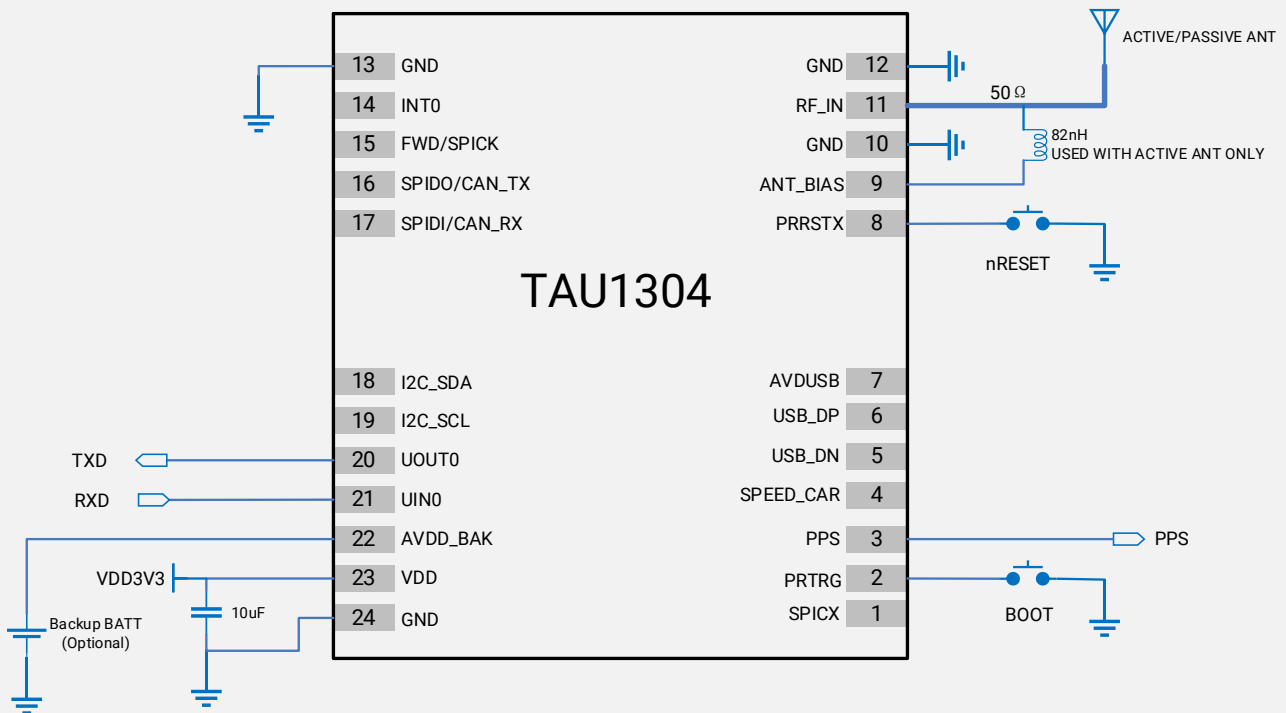 ACTIVE/PASSIVE ANT
13 GND
GND 12
14 INT0
50 Ω
RF_IN 11
15 FWD/SPICK
GND 10
82nH
USED WITH ACTIVE ANT ONLY
16 SPIDO/CAN_TX
ANT_BIAS 9
17 SPIDI/CAN_RX
PRRSTX 8
nRESET
TAU1304
18 I2C_SDA
AVDUSB 7
19 I2C_SCL
USB_DP 6
TXD
20 UOUT0
USB_DN 5
RXD
21 UIN0
SPEED_CAR 4
22 AVDD_BAK
PPS 3
PPS
VDD3V3
23 VDD
PRTRG 2
BOOT
10uF
24 GND
SPICX 1
Backup BATT
(Optional)